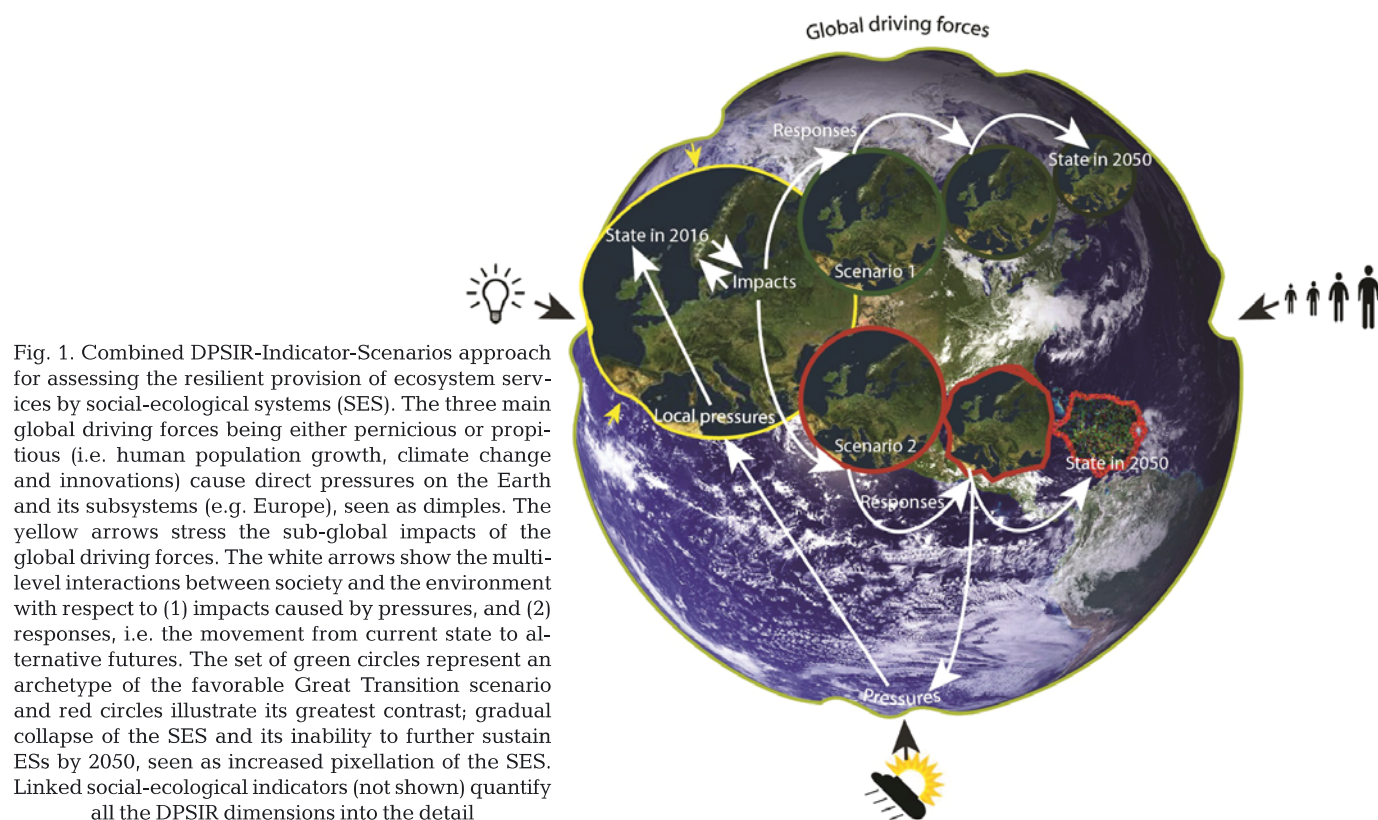 Global driving forces
Responses
State in 2050
State in 2016
Impacts
Scenario 1
Local pressures
Scenario 2
State in 2050
Responses
Pressures
Fig. 1. Combined DPSIR-Indicator-Scenarios approach
for assessing the resilient provision of ecosystem serv-
ices by social-ecological systems (SES). The three main
global driving forces being either pernicious or propi-
tious (i.e. human population growth, climate change
and innovations) cause direct pressures on the Earth
and its subsystems (e.g. Europe), seen as dimples. The
yellow arrows stress the sub-global impacts of the
global driving forces. The white arrows show the multi-
level interactions between society and the environment
with respect to (1) impacts caused by pressures, and (2)
responses, i.e. the movement from current state to al-
ternative futures. The set of green circles represent an
archetype of the favorable Great Transition scenario
and red circles illustrate its greatest contrast; gradual
collapse of the SES and its inability to further sustain
ESs by 2050, seen as increased pixellation of the SES.
Linked social-ecological indicators (not shown) quantify
all the DPSIR dimensions into the detail